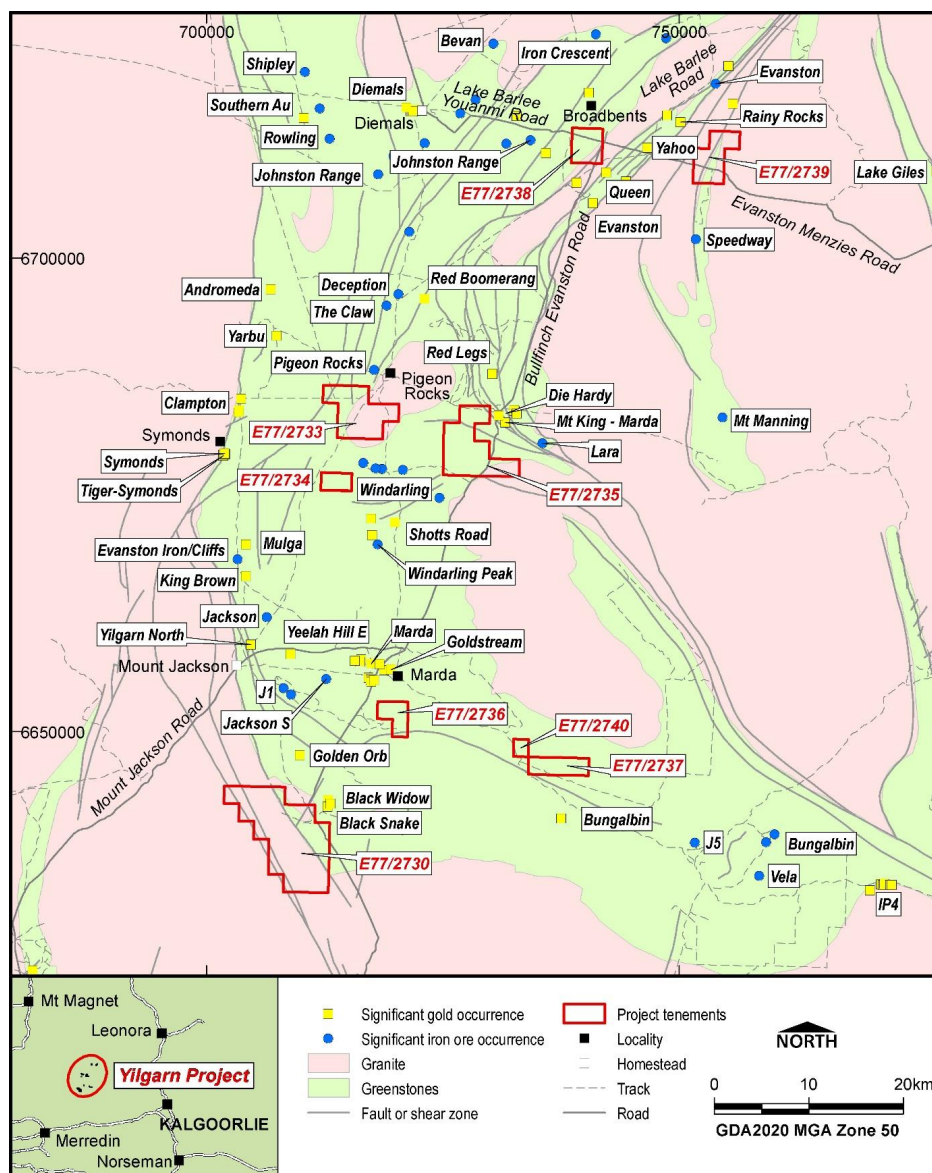 700000
750000
Bevan
Iron Crescent
Shipley
Lake Barlee
Road
Evanston
Diemals
Lake Barlee
Youanmi Road
Southern Au
Broadbents
Diemals
Rainy Rocks
Rowling
Johnston Range
Yahoo
Johnston Range
E77/2738
E77/2739
Lake Giles
Queen
Evanston
Evanston Menzies Road
Speedway
6700000
Bullfinch Evanston Road
Andromeda
Deception
Red Boomerang
The Claw
Yarbu
Red Legs
Pigeon Rocks
Pigeon
Rocks
Die Hardy
Clampton
Mt King - Marda
Mt Manning
E77/2733
Symonds
Lara
Symonds
E77/2734
Windarling
E77/2735
Tiger-Symonds
Shotts Road
Mulga
Evanston Iron/Cliffs
Windarling Peak
King Brown
Jackson
Yilgarn North
Yeelah Hill E
Marda
Goldstream
Mount Jackson
Marda
J1
Jackson S
E77/2736
E77/2740
6650000
Mount Jackson Road
Golden Orb
E77/2737
Black Widow
Black Snake
Bungalbin
J5
Bungalbin
E77/2730
Vela
IP4
Mt Magnet
Leonora
Yilgarn Project
KALGOORLIE
Merredin
Norseman
Significant gold occurrence
Significant iron ore occurrence
Granite
Greenstones
Fault or shear zone
Project tenements
Locality
Homestead
Track
Road
NORTH
0 10 20km
GDA2020 MGA Zone 50